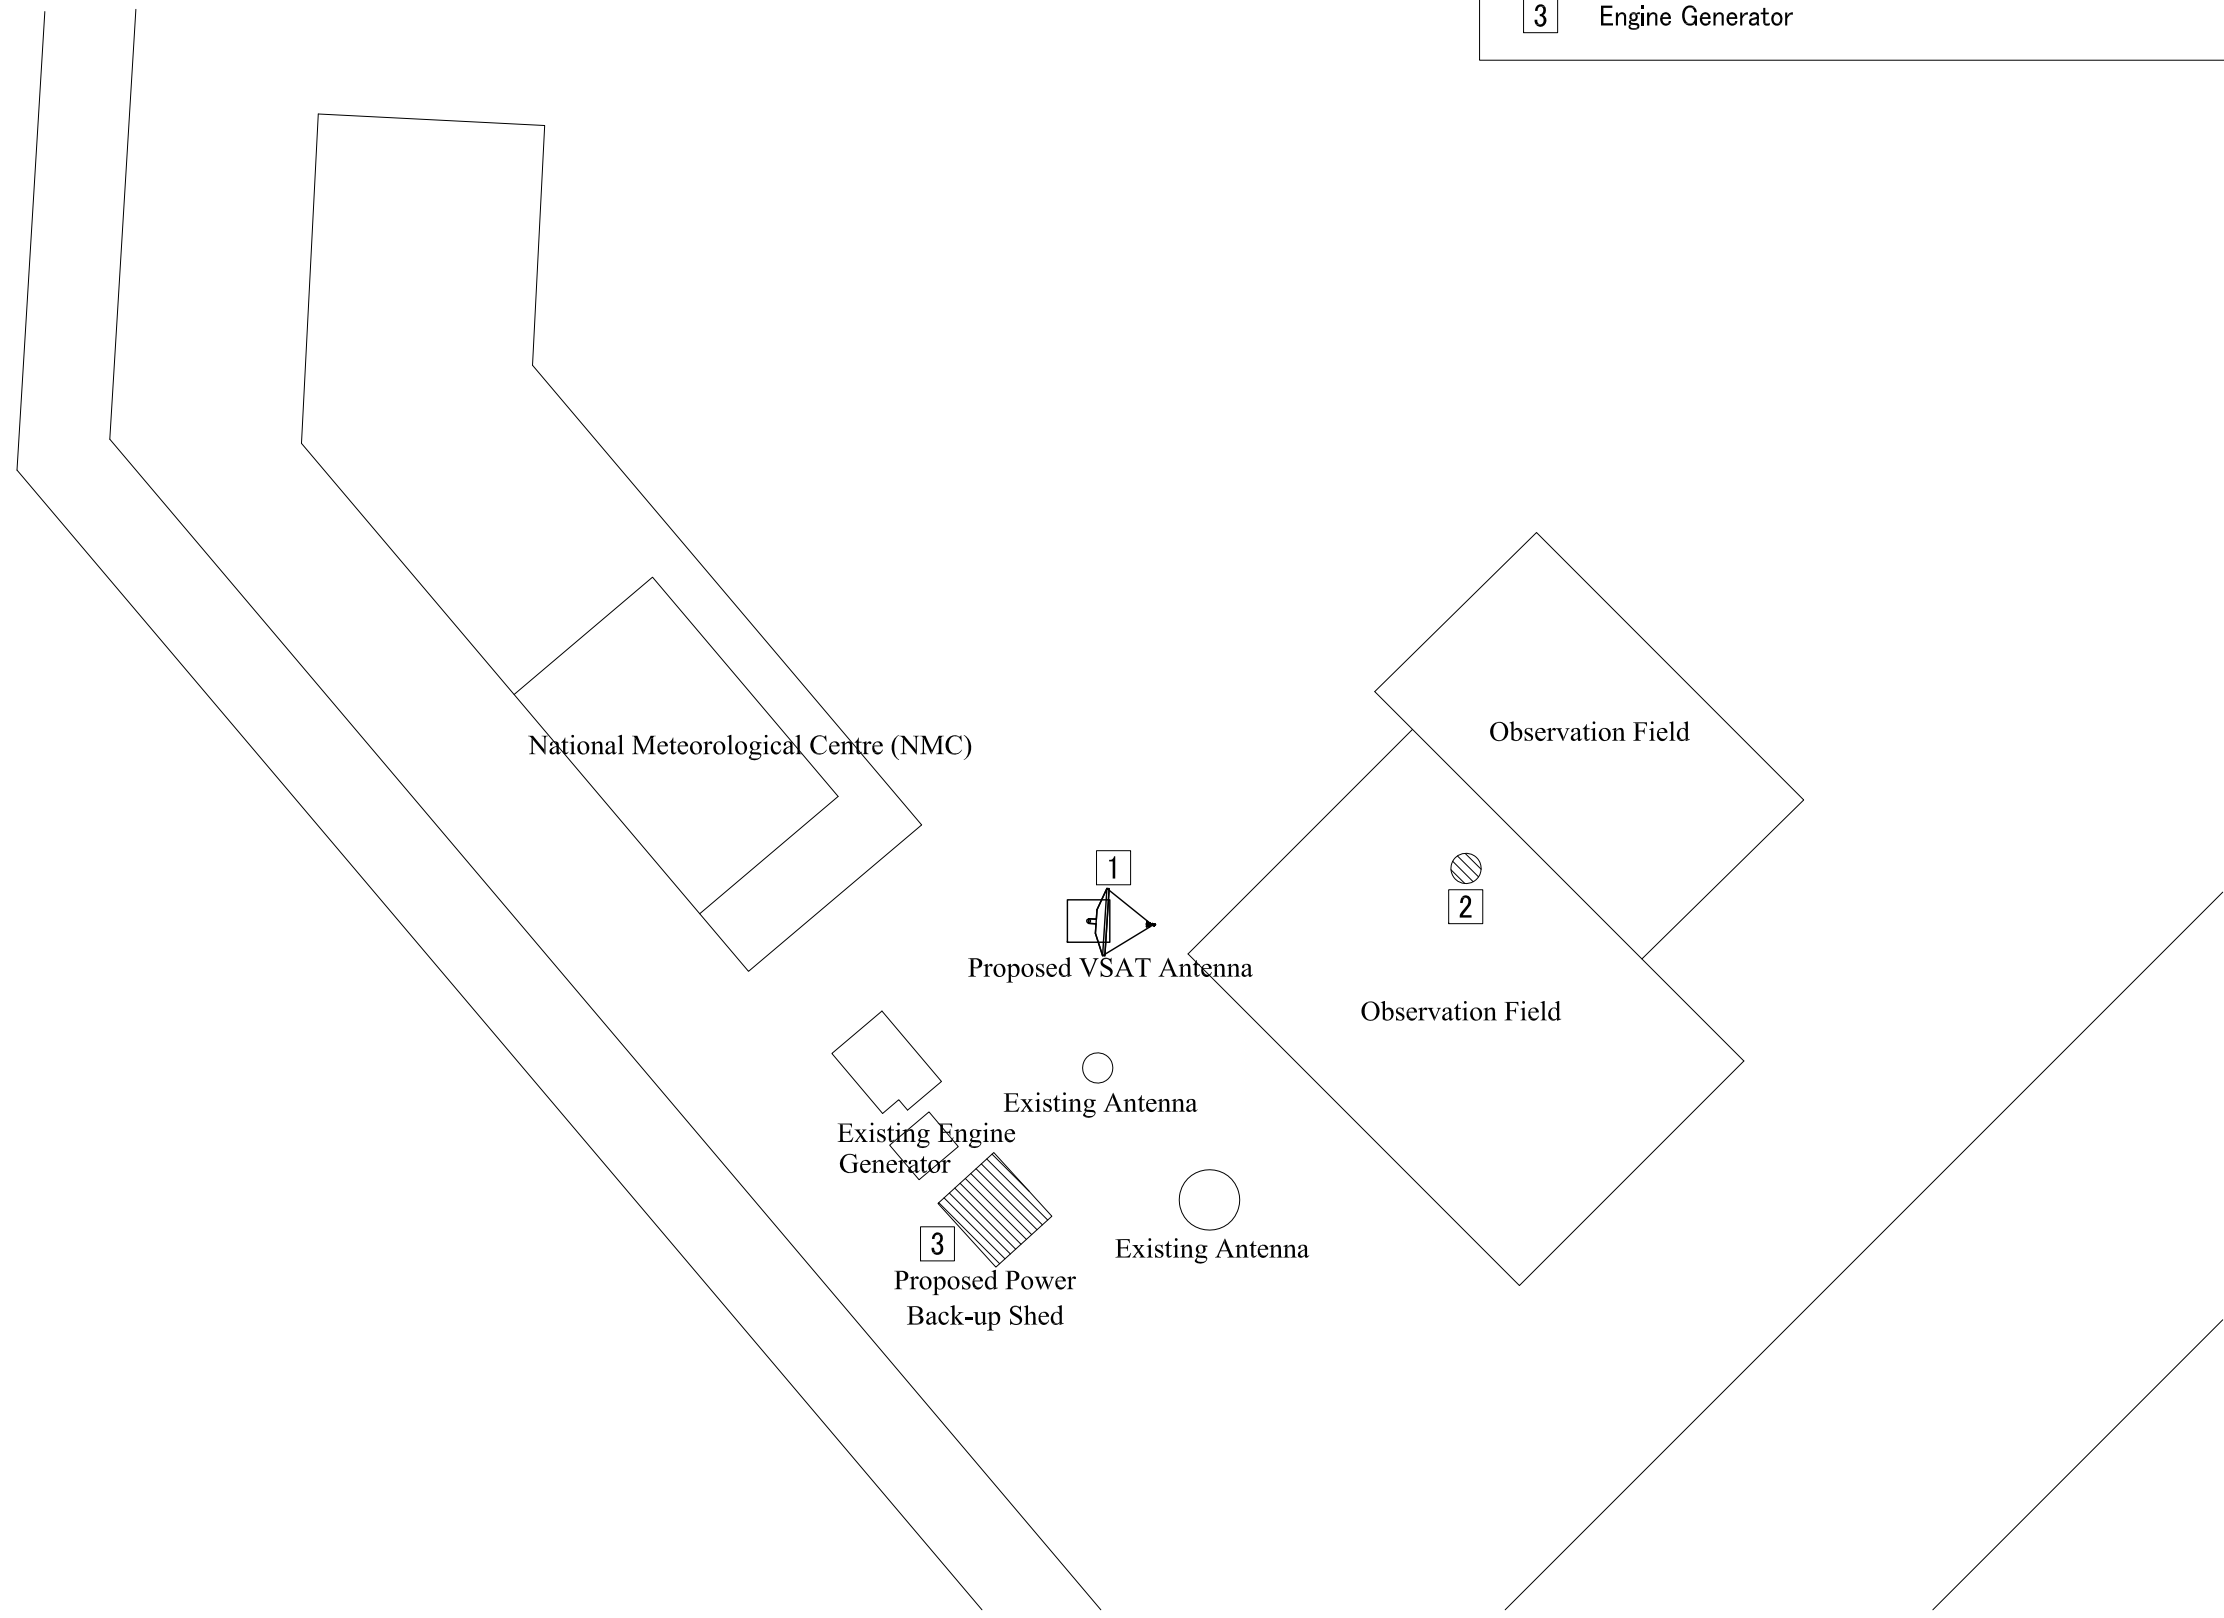 3 Engine Generator
Observation Field
National Meteorological Centre (NMC)
1
2
Proposed VSAT Antenna
Observation Field
Existing Antenna
Existing Engine
Generator
3
Existing Antenna
Proposed Power
Back-up Shed